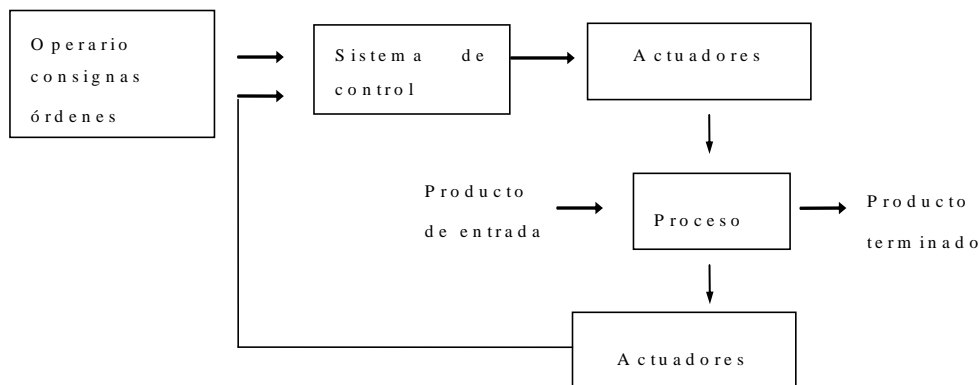 Operario
consignas
órdenes
Sistema de
control
Actuadores
Producto
de entrada
Proceso
Producto
terminado
Actuadores